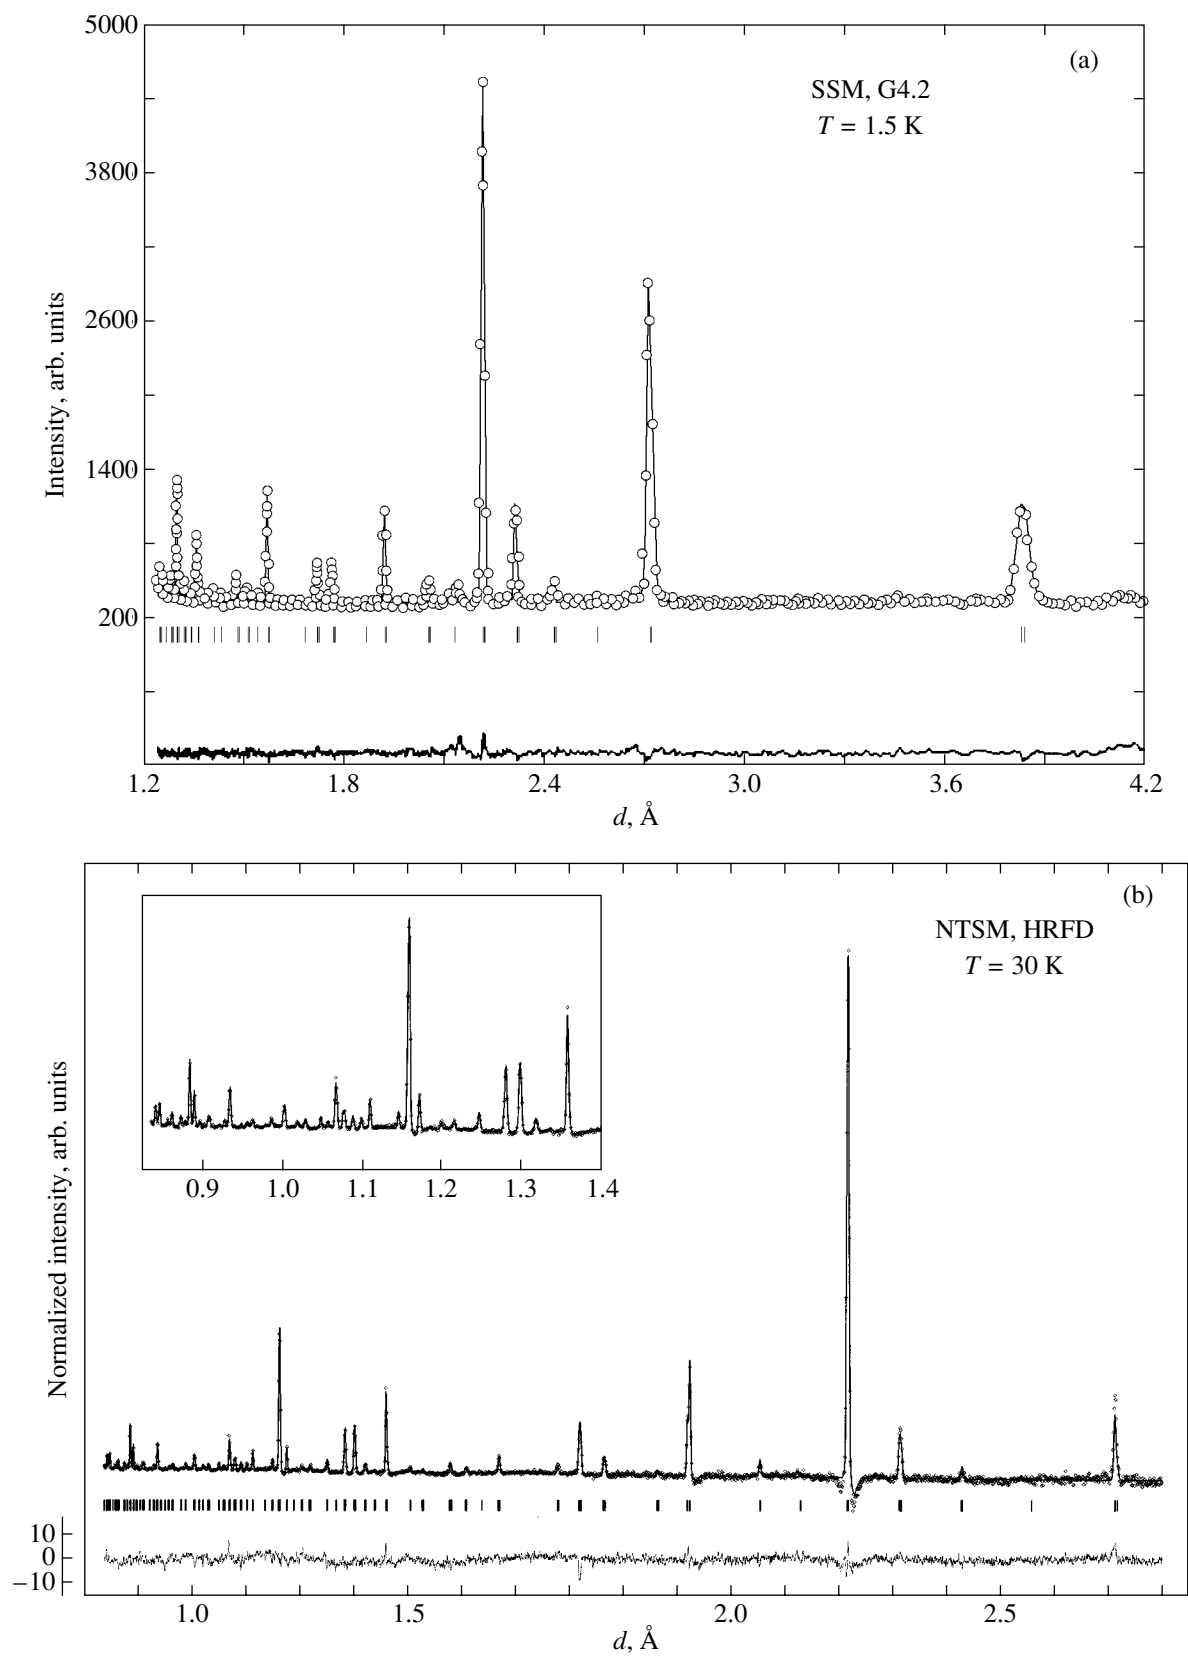 5000
(a)
SSM, G4.2
T = 1.5 K
3800
2600
1400
200
Intensity, arb. units
1.2 1.8 2.4 3.0 3.6 4.2
d, Å
(b)
NTSM, HRFD
T = 30 K
0.9 1.0 1.1 1.2 1.3 1.4
Normalized intensity, arb. units
10
0
–10
1.0 1.5 2.0 2.5
d, Å